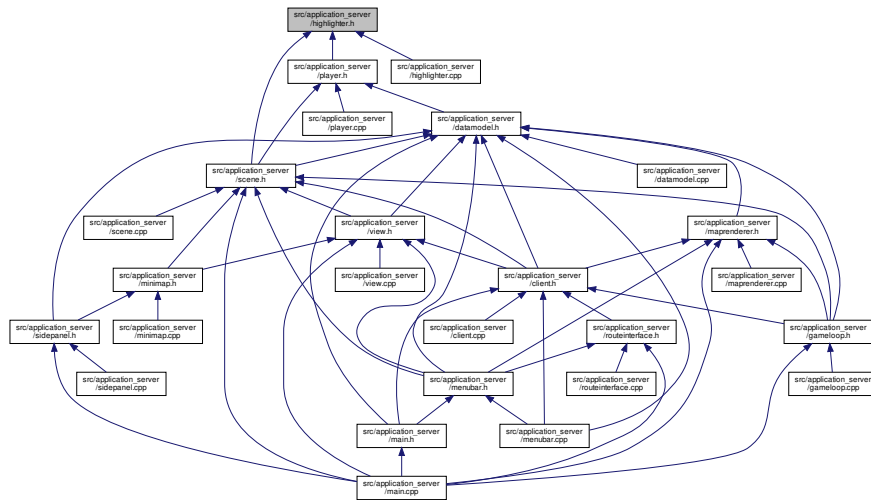 src/application_server
/highlighter.h
src/application_server
/player.h
src/application_server
/highlighter.cpp
src/application_server
/player.cpp
src/application_server
/datamodel.h
src/application_server
/scene.h
src/application_server
/datamodel.cpp
src/application_server
/scene.cpp
src/application_server
/view.h
src/application_server
/maprenderer.h
src/application_server
/minimap.h
src/application_server
/view.cpp
src/application_server
/client.h
src/application_server
/maprenderer.cpp
src/application_server
/sidepanel.h
src/application_server
/minimap.cpp
src/application_server
/client.cpp
src/application_server
/routeinterface.h
src/application_server
/gameloop.h
src/application_server
/sidepanel.cpp
src/application_server
/menubar.h
src/application_server
/routeinterface.cpp
src/application_server
/gameloop.cpp
src/application_server
/main.h
src/application_server
/menubar.cpp
src/application_server
/main.cpp